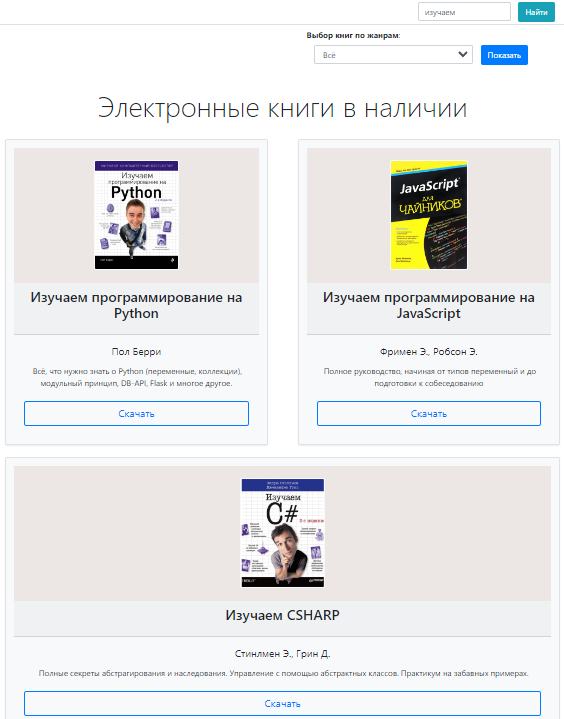 изучаем
Найти
Выбор книг по жанрам:
Всё
Показать
Электронные книги в наличии
Изучаем
программирование на
Python
Изучаем программирование на
Python
Пол Берри
Всё, что нужно знать о Python (переменные, коллекции),
модульный принцип, DB-API, Flask и многое другое.
Скачать
JavaScript
для
ЧАЙНИКОВ
Изучаем программирование на
JavaScript
Фримен Э., Робсон Э.
Полное руководство, начиная от типов переменный и до
подготовки к собеседованию
Скачать
Изучаем
C#
Изучаем CSHARP
Стинлмен Э., Грин Д.
Полные секреты абстрагирования и наследования. Управление с помощью абстрактных классов. Практикум на забавных примерах.
Скачать